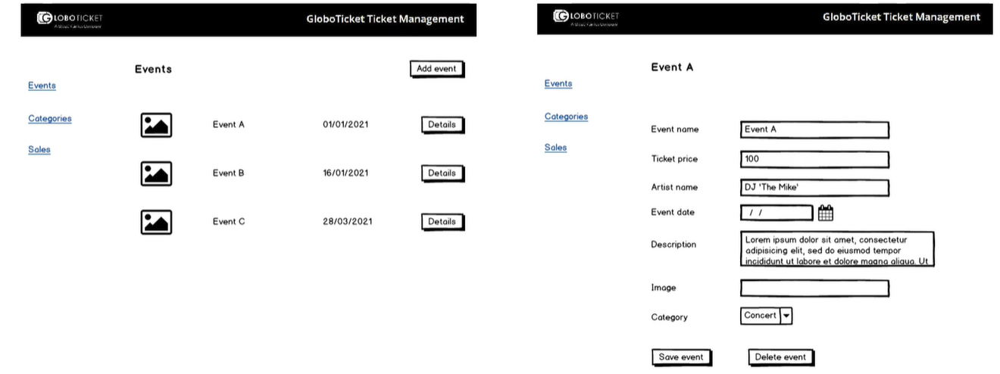 GLOBOTICKET
GloboTicket Ticket Management
Events
Add event
Events
Categories
Sales
Event A
01/01/2021
Details
Event B
16/01/2021
Details
Event C
28/03/2021
Details
GLOBOTICKET
GloboTicket Ticket Management
Event A
Events
Categories
Sales
Event name
Event A
Ticket price
100
Artist name
DJ 'The Mike'
Event date
/ /
Description
Lorem ipsum dolor sit amet, consectetur
adipisicing elit, sed do eiusmod tempor
incididunt ut labore et dolore magna aliqua. Ut
Image
Category
Concert
Save event
Delete event